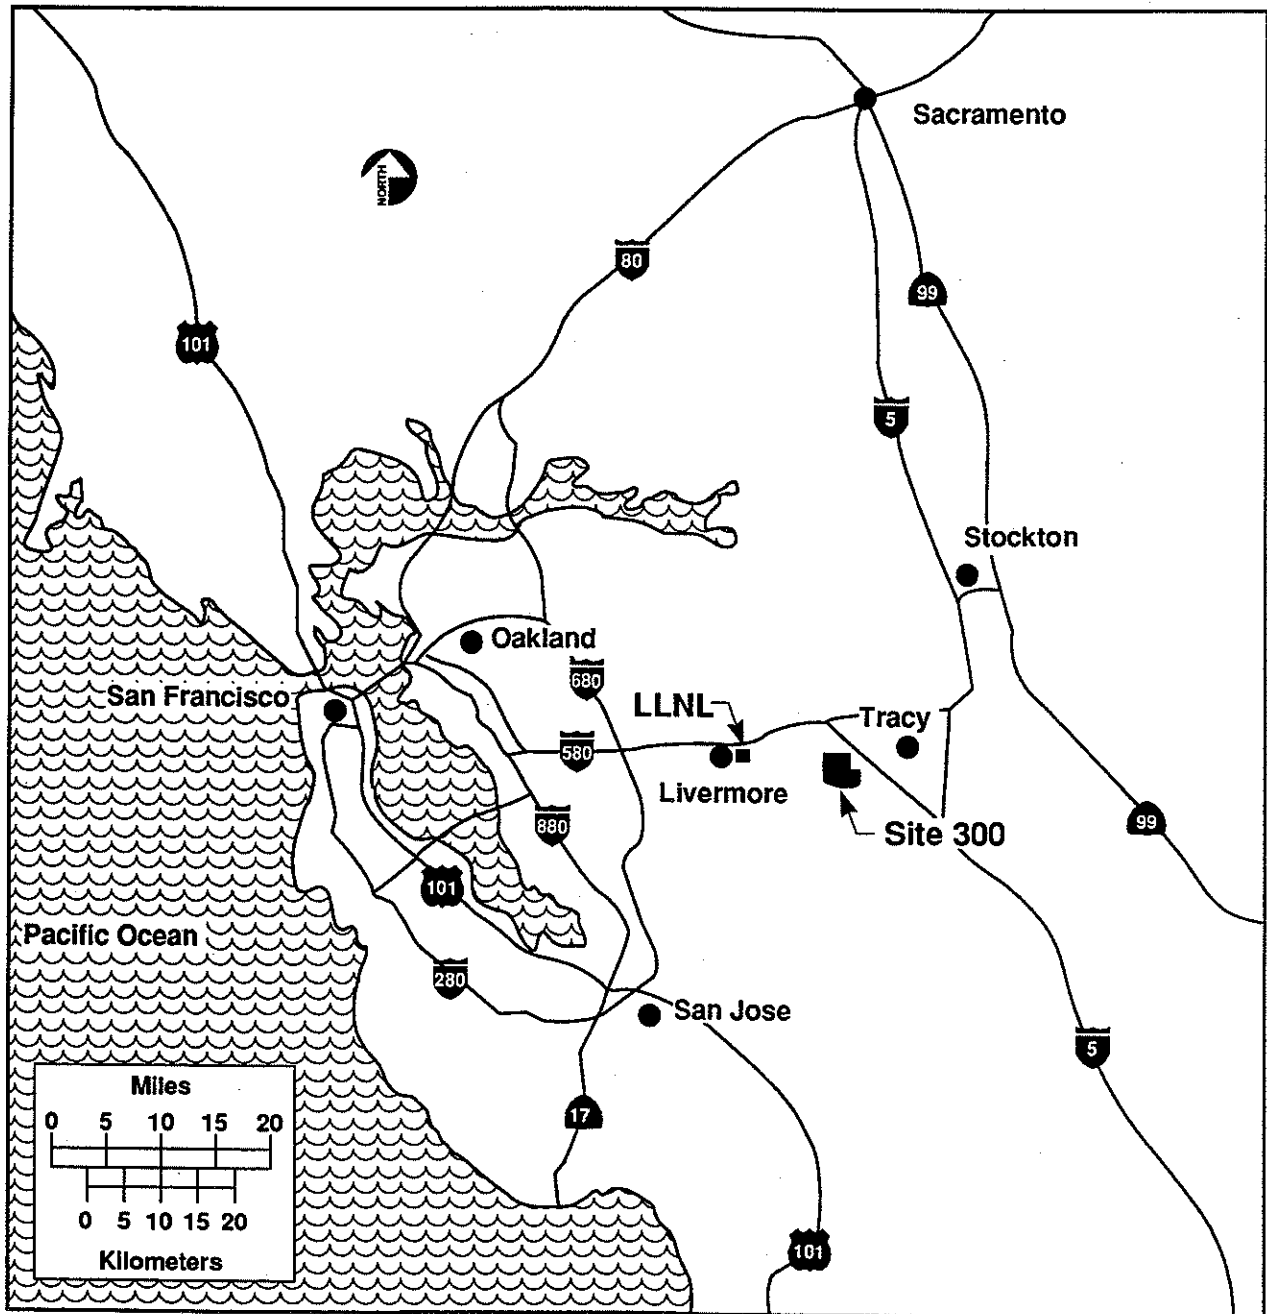 Sacramento
NORTH
80
99
101
5
Stockton
Oakland
680
San Francisco
LLNL
Tracy
580
Livermore
880
Site 300
99
101
Pacific Ocean
280
San Jose
5
Miles
0 5 10 15 20
17
0 5 10 15 20
Kilometers
101